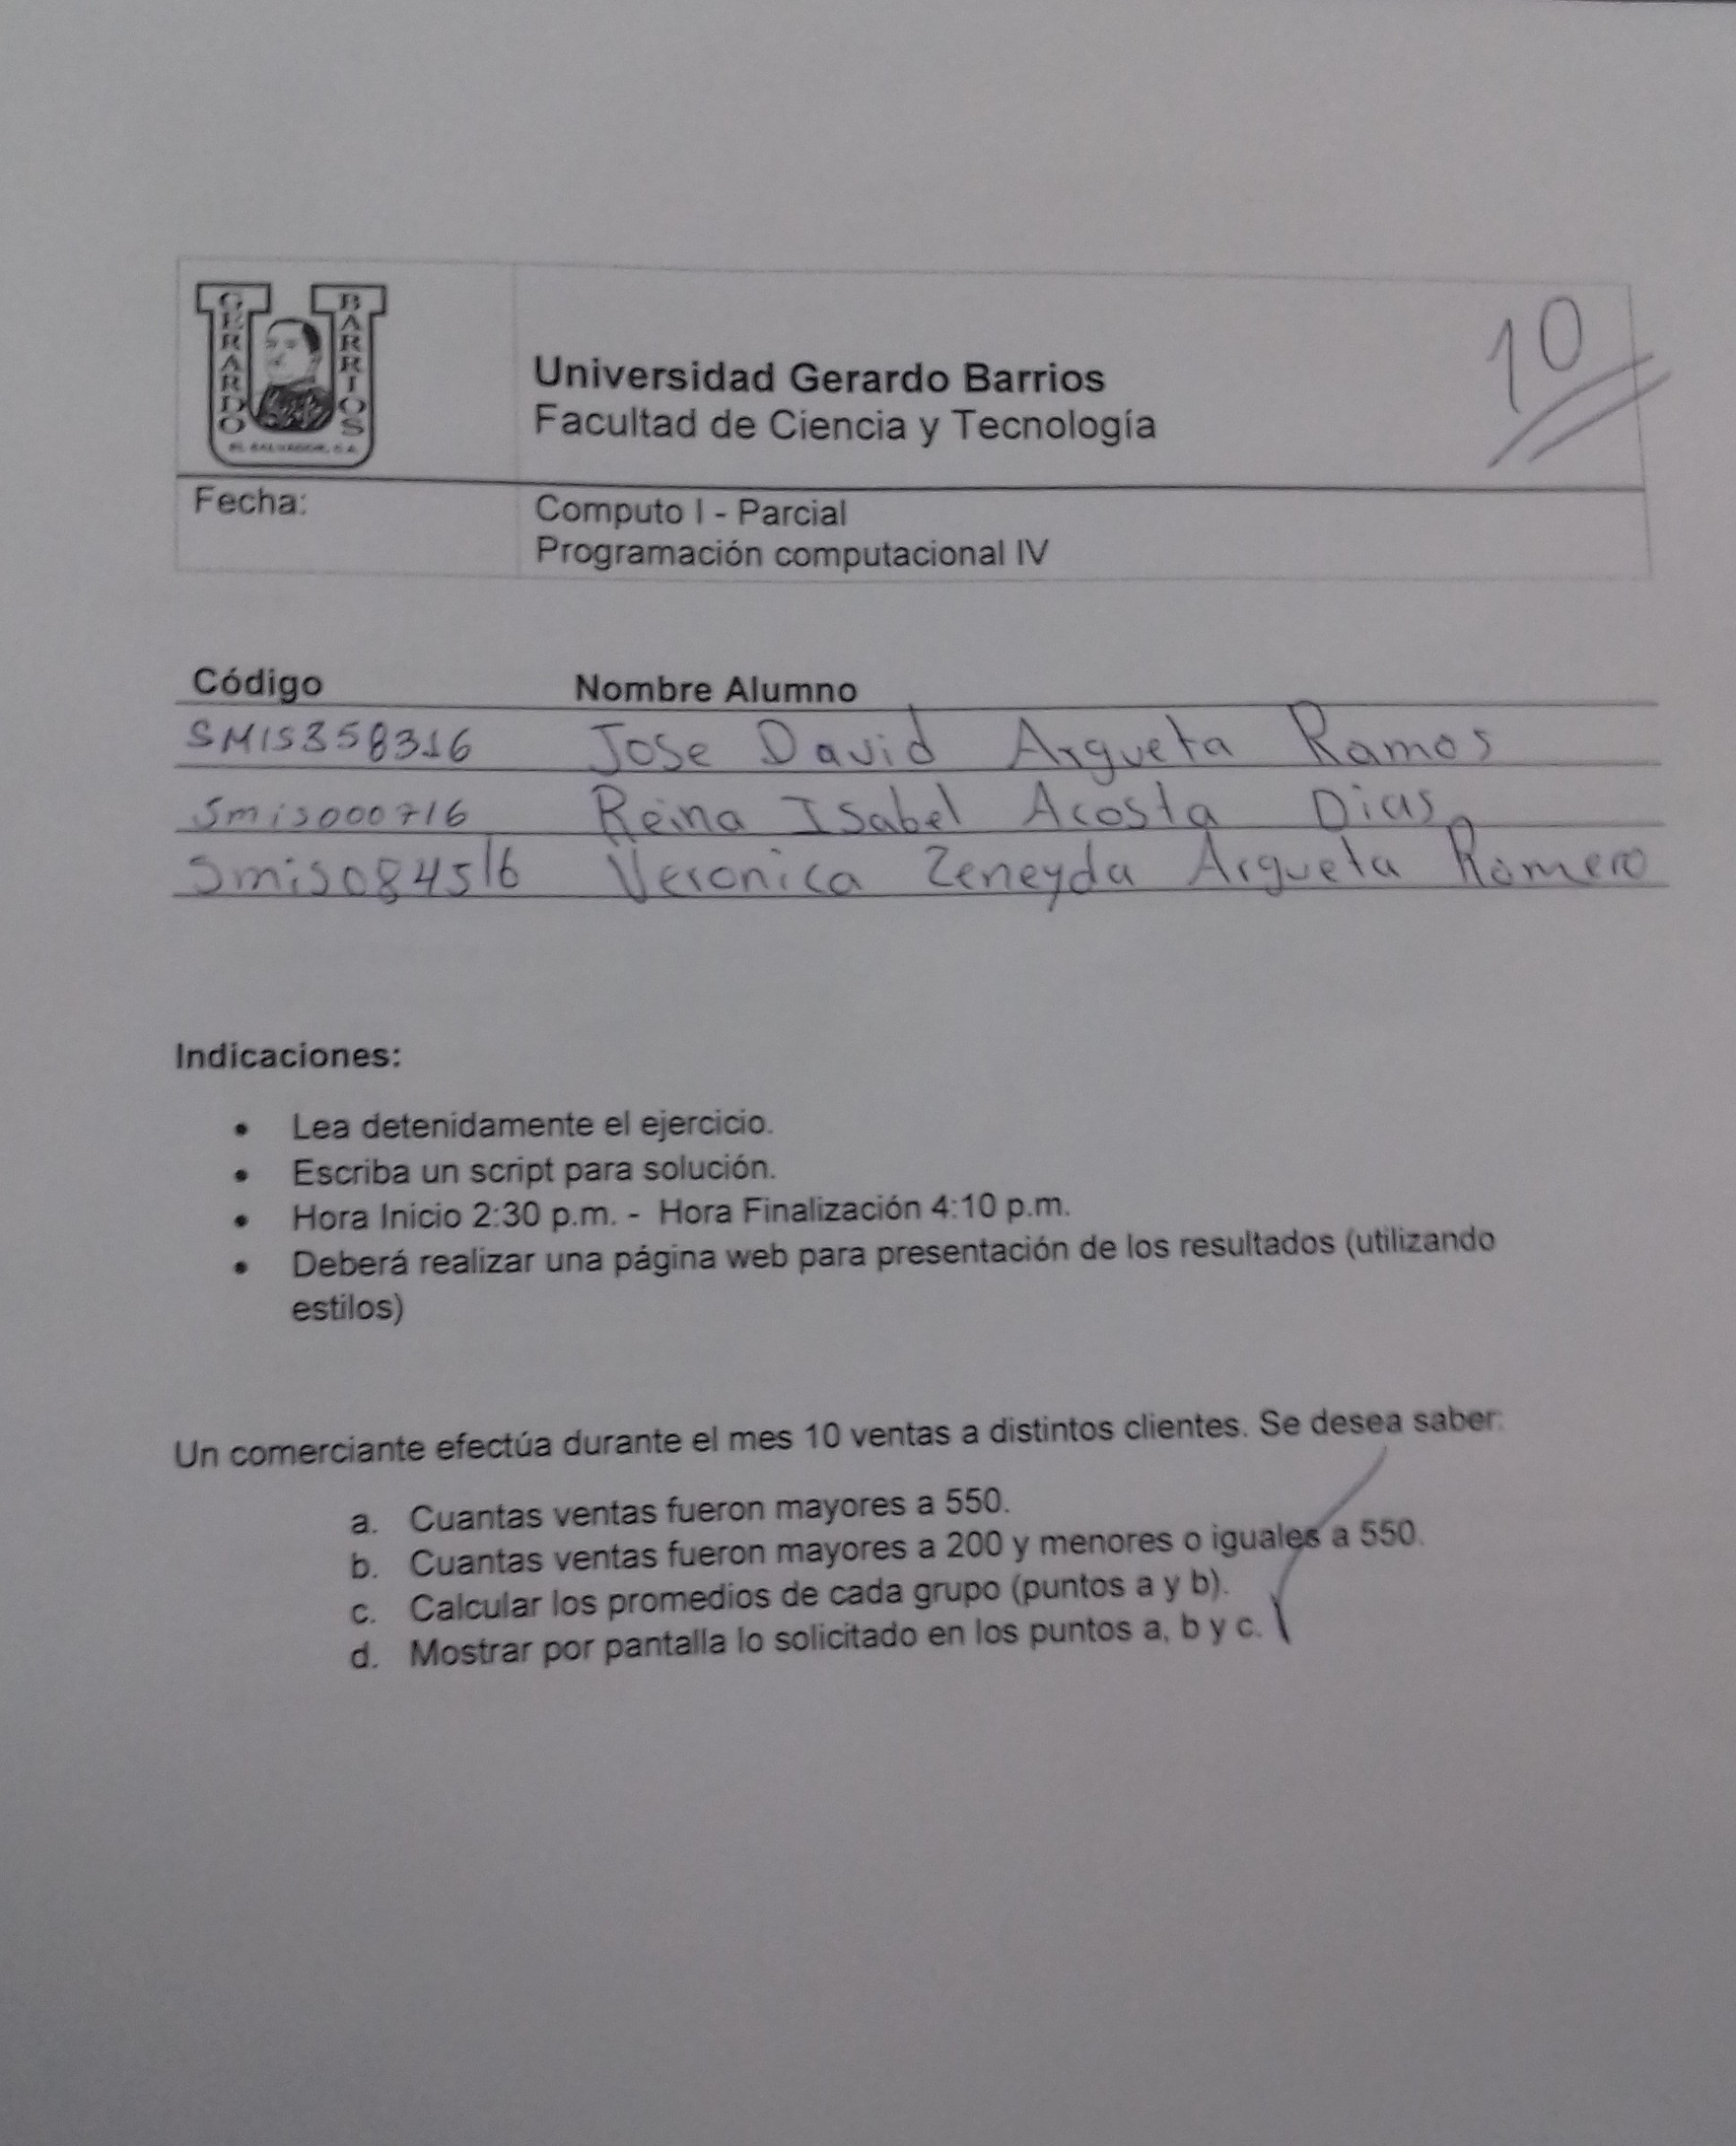 GERARDO BARRIOS
EL SALVADOR, C.A.
10
Universidad Gerardo Barrios
Facultad de Ciencia y Tecnología
Fecha:
Computo I - Parcial
Programación computacional IV
Código Nombre Alumno
SMIS358316 Jose David Argueta Ramos
Smis000716 Reina Isabel Acosta Dias
Smis084516 Veronica Zeneyda Argueta Romero
Indicaciones:
• Lea detenidamente el ejercicio.
• Escriba un script para solución.
• Hora Inicio 2:30 p.m. - Hora Finalización 4:10 p.m.
• Deberá realizar una página web para presentación de los resultados (utilizando
estilos)
Un comerciante efectúa durante el mes 10 ventas a distintos clientes. Se desea saber:
a. Cuantas ventas fueron mayores a 550.
b. Cuantas ventas fueron mayores a 200 y menores o iguales a 550.
c. Calcular los promedios de cada grupo (puntos a y b).
d. Mostrar por pantalla lo solicitado en los puntos a, b y c.